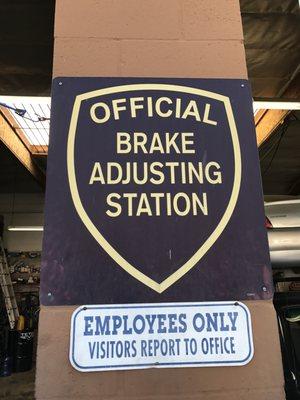 OFFICIAL
BRAKE
ADJUSTING
STATION
EMPLOYEES ONLY
VISITORS REPORT TO OFFICE